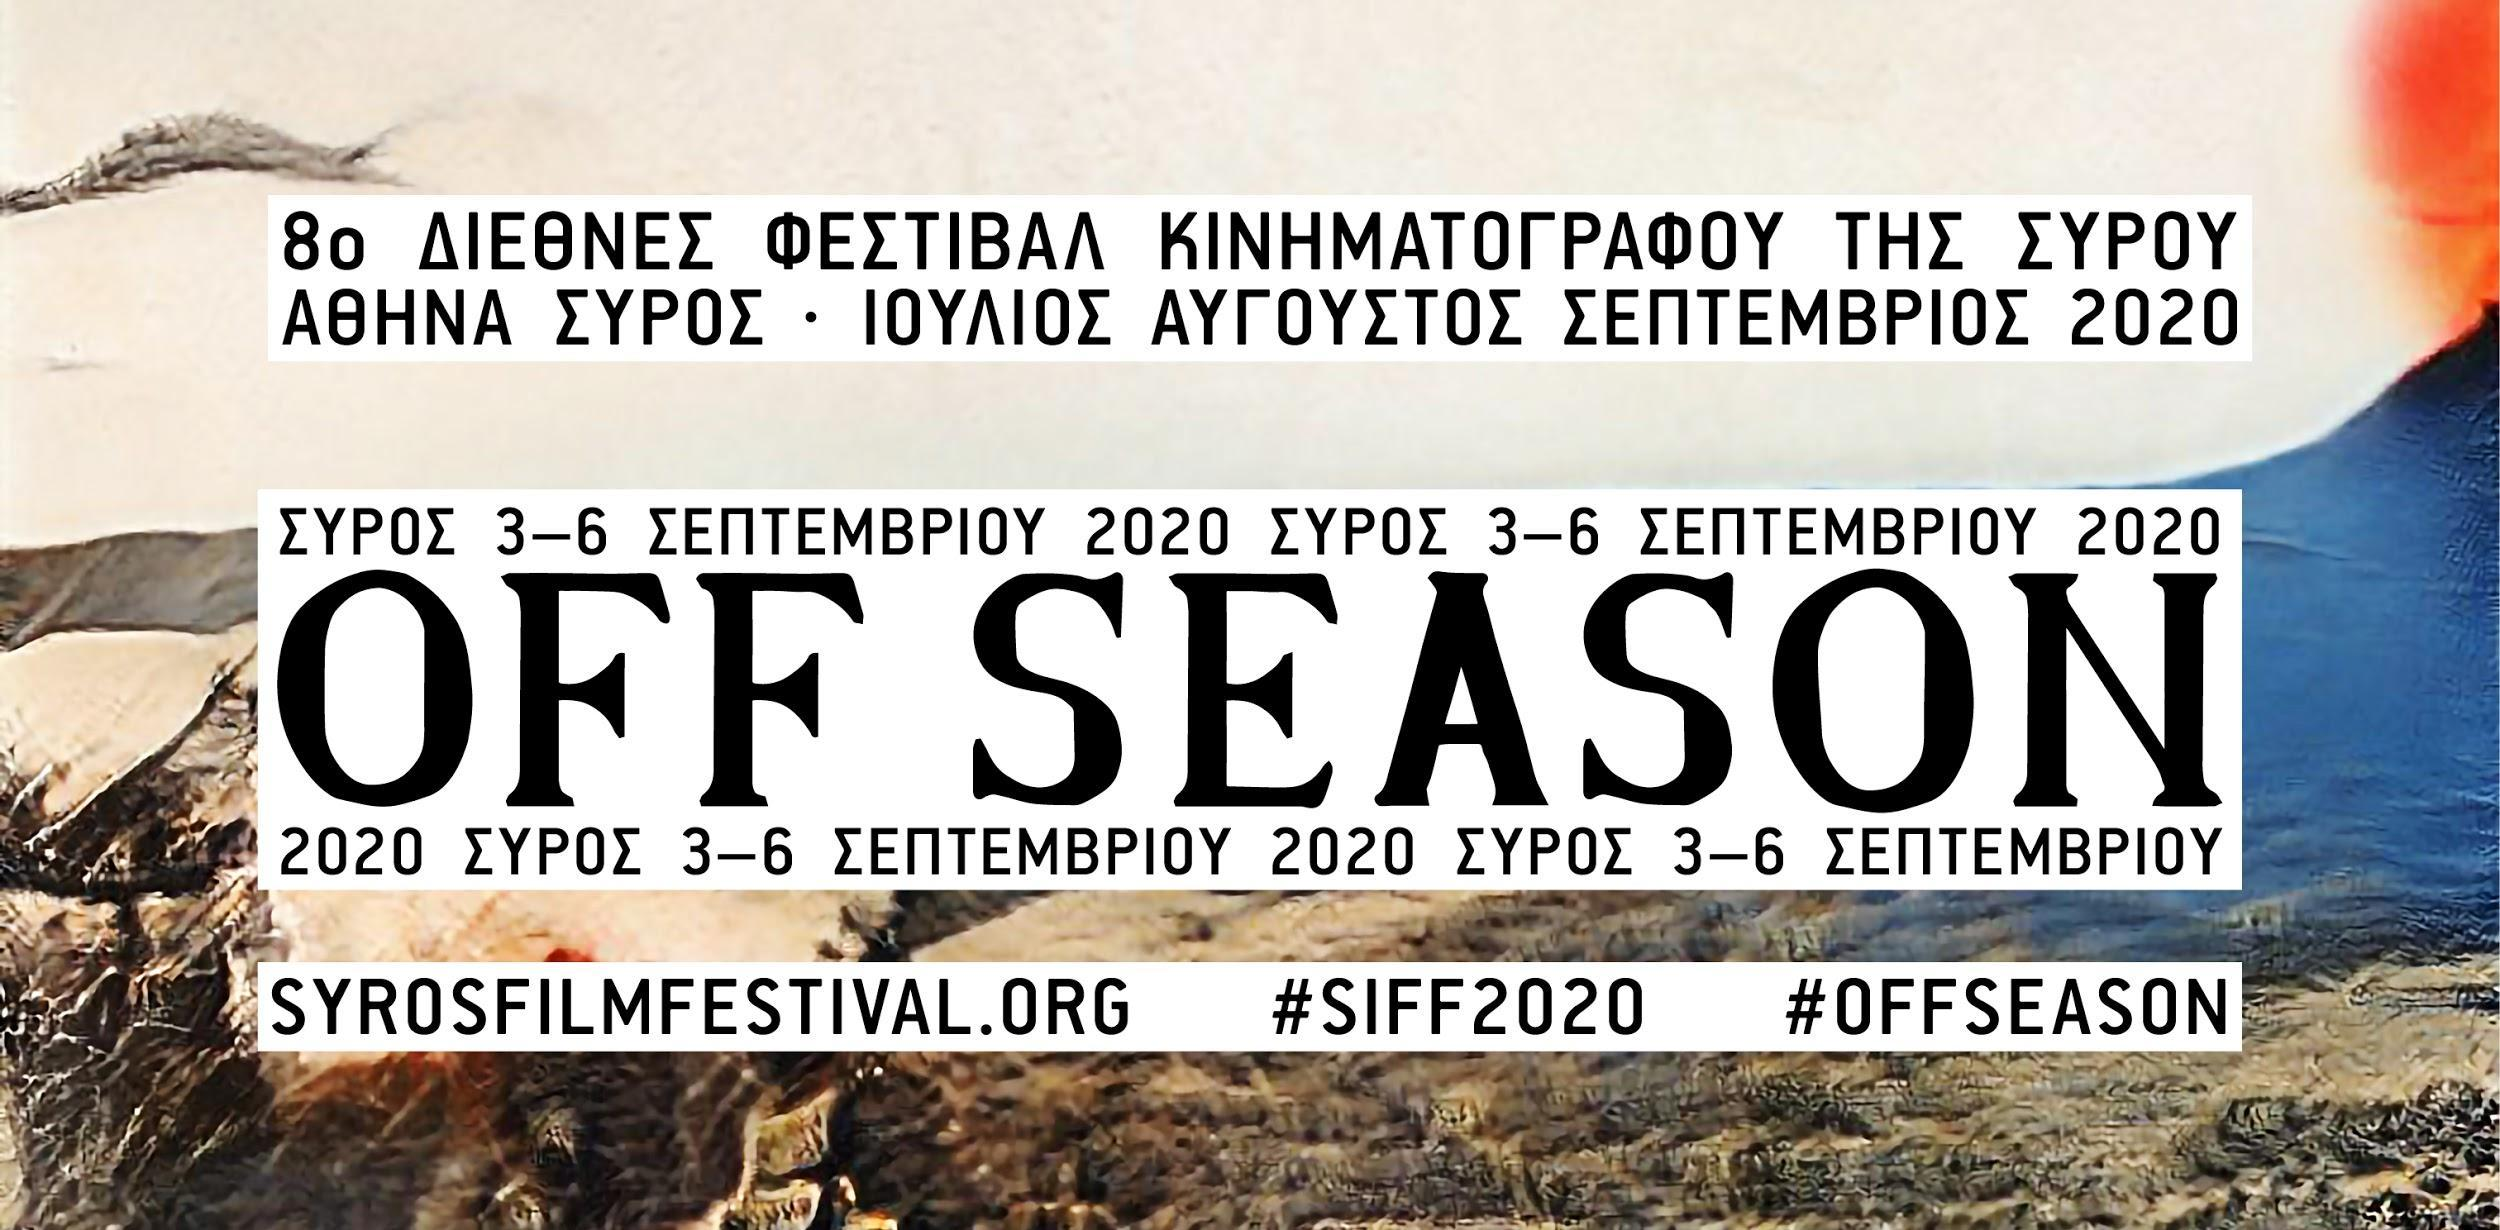 8ο ΔΙΕΘΝΕΣ ΦΕΣΤΙΒΑΛ ΚΙΝΗΜΑΤΟΓΡΑΦΟΥ ΤΗΣ ΣΥΡΟΥ
ΑΘΗΝΑ ΣΥΡΟΣ · ΙΟΥΛΙΟΣ ΑΥΓΟΥΣΤΟΣ ΣΕΠΤΕΜΒΡΙΟΣ 2020
ΣΥΡΟΣ 3–6 ΣΕΠΤΕΜΒΡΙΟΥ 2020 ΣΥΡΟΣ 3–6 ΣΕΠΤΕΜΒΡΙΟΥ 2020
OFF SEASON
2020 ΣΥΡΟΣ 3–6 ΣΕΠΤΕΜΒΡΙΟΥ 2020 ΣΥΡΟΣ 3–6 ΣΕΠΤΕΜΒΡΙΟΥ
SYROSFILMFESTIVAL.ORG #SIFF2020 #OFFSEASON